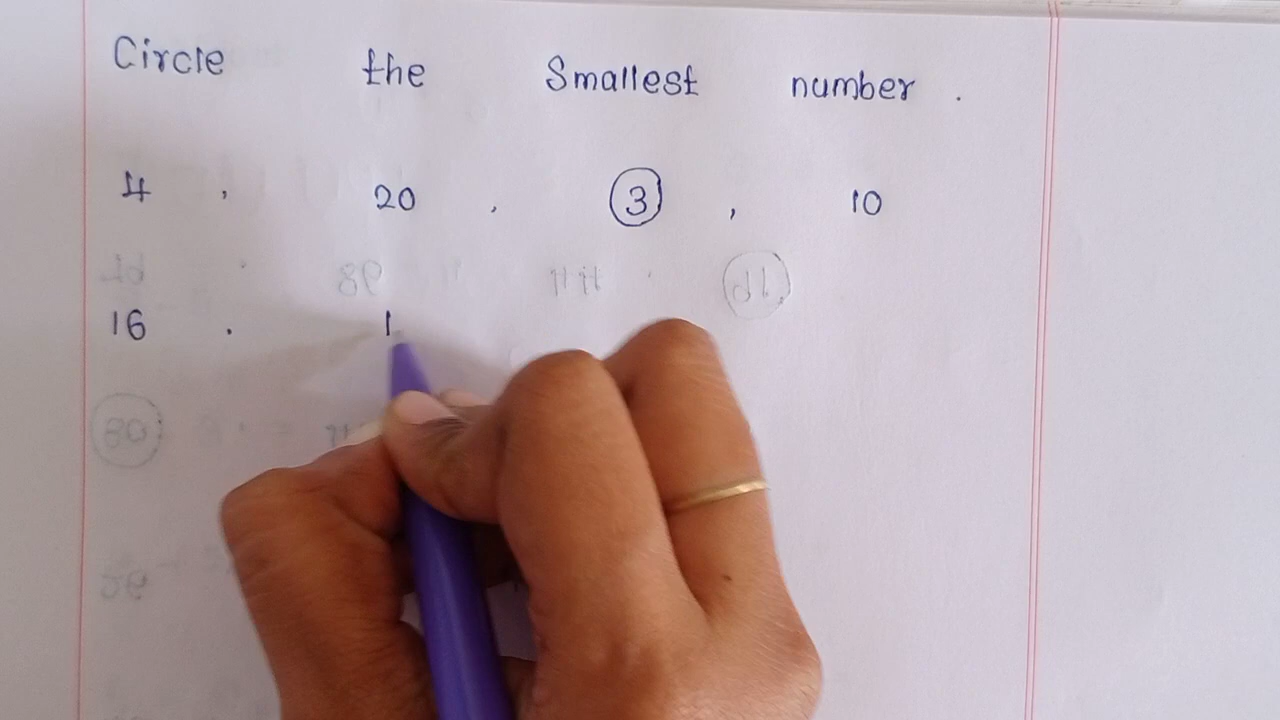 Circle the Smallest number .
4 , 20 , 3 , 10
16 . 1